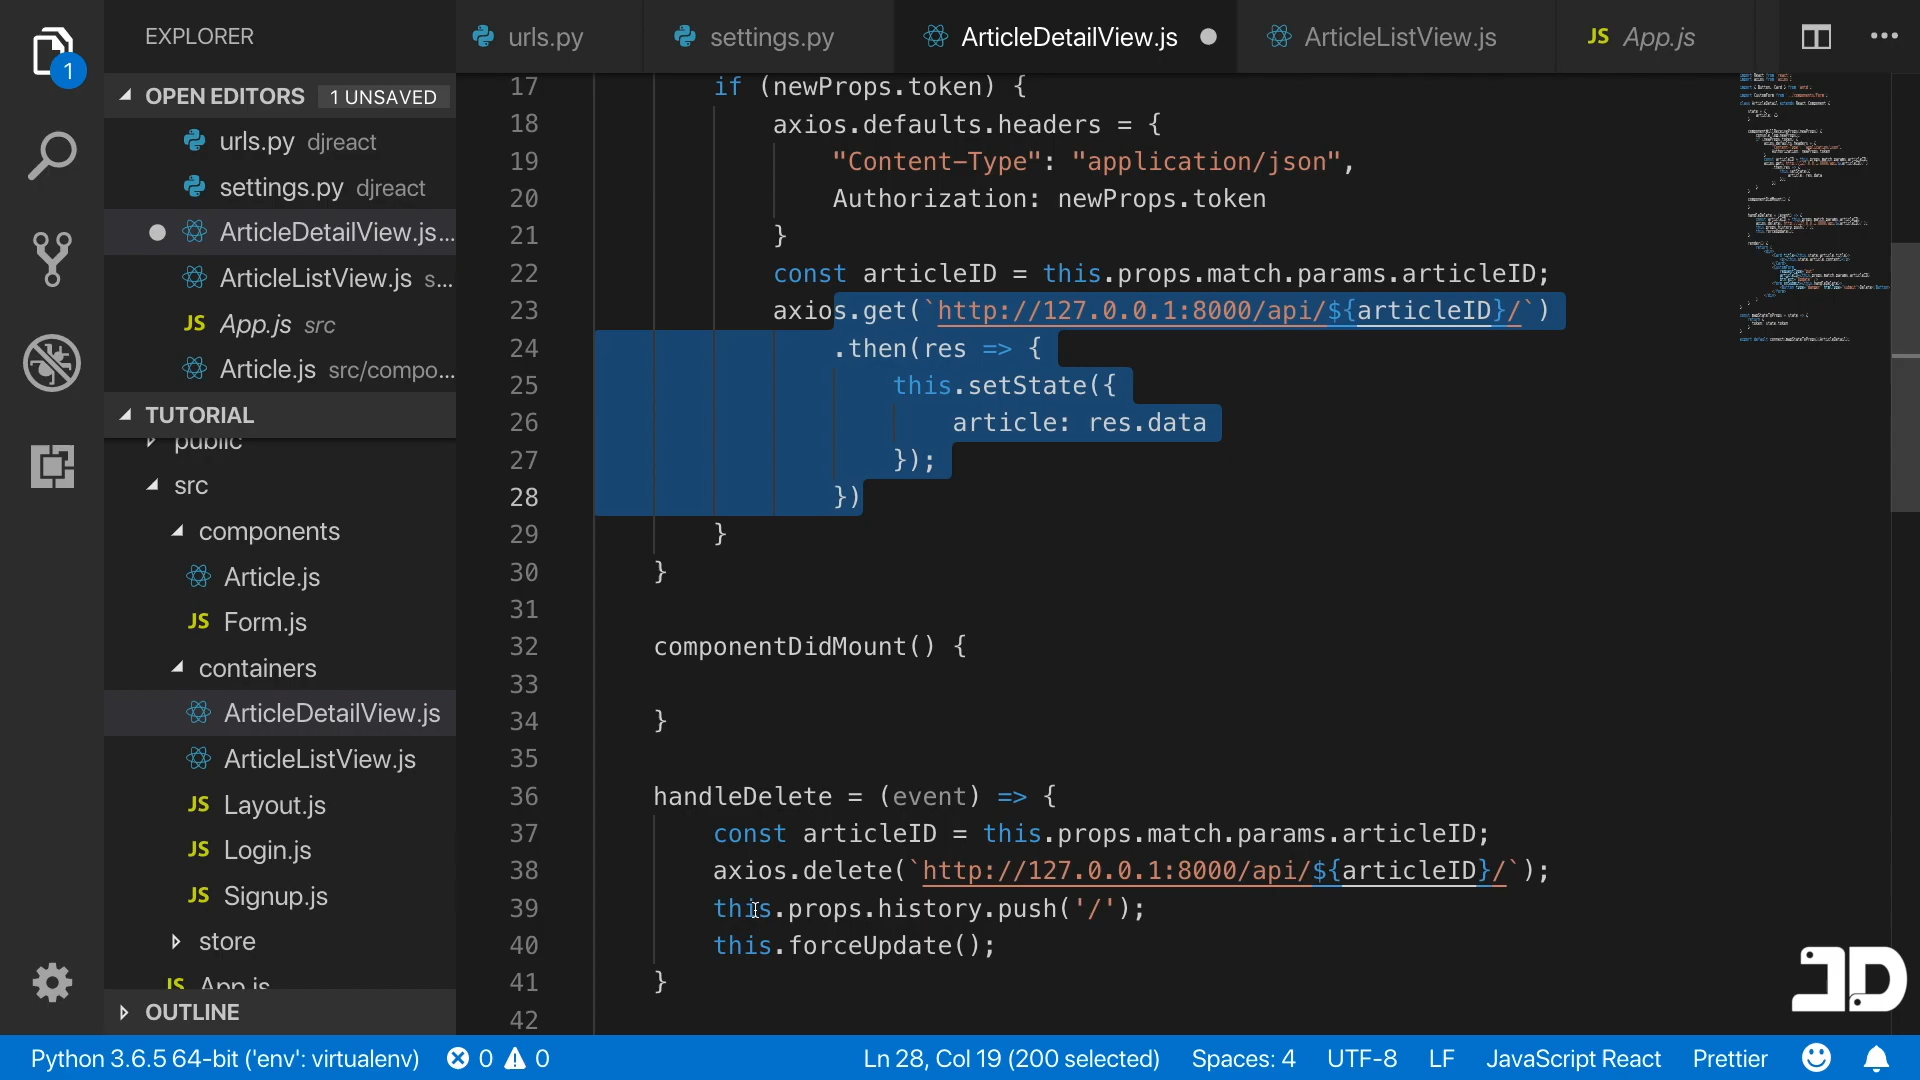 EXPLORER
urls.py
settings.py
ArticleDetailView.js
ArticleListView.js
JS App.js
1
OPEN EDITORS 1 UNSAVED
urls.py djreact
settings.py djreact
ArticleDetailView.js...
ArticleListView.js s...
JS App.js src
Article.js src/compo...
TUTORIAL
public
src
components
Article.js
JS Form.js
containers
ArticleDetailView.js
ArticleListView.js
JS Layout.js
JS Login.js
JS Signup.js
store
JS App.js
OUTLINE
17 if (newProps.token) {
18 axios.defaults.headers = {
19 "Content-Type": "application/json",
20 Authorization: newProps.token
21 }
22 const articleID = this.props.match.params.articleID;
23 axios.get(`http://127.0.0.1:8000/api/${articleID}/`)
24 .then(res => {
25 this.setState({
26 article: res.data
27 });
28 })
29 }
30 }
31
32 componentDidMount() {
33
34 }
35
36 handleDelete = (event) => {
37 const articleID = this.props.match.params.articleID;
38 axios.delete(`http://127.0.0.1:8000/api/${articleID}/`);
39 this.props.history.push('/');
40 this.forceUpdate();
41 }
42
JD
Python 3.6.5 64-bit ('env': virtualenv) 0 0 Ln 28, Col 19 (200 selected) Spaces: 4 UTF-8 LF JavaScript React Prettier